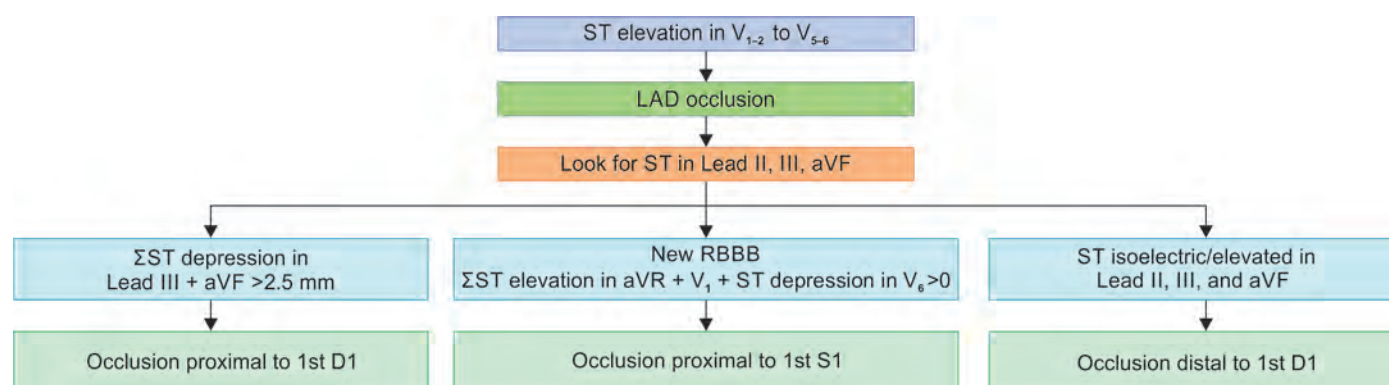 ST elevation in V₁₋₂ to V₅₋₆
LAD occlusion
Look for ST in Lead II, III, aVF
ΣST depression in
Lead III + aVF >2.5 mm
New RBBB
ΣST elevation in aVR + V₁ + ST depression in V₆>0
ST isoelectric/elevated in
Lead II, III, and aVF
Occlusion proximal to 1st D1
Occlusion proximal to 1st S1
Occlusion distal to 1st D1